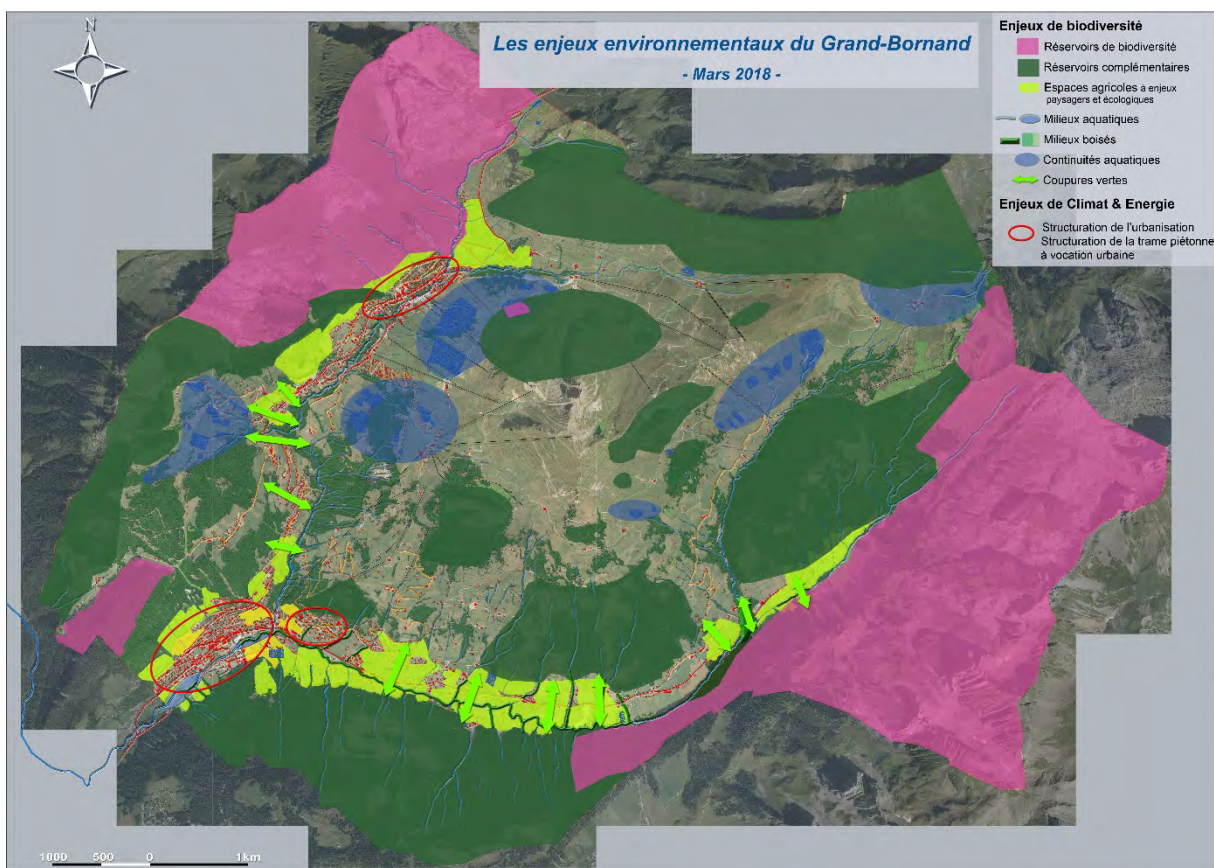 N
Les enjeux environnementaux du Grand-Bornand
- Mars 2018 -
Enjeux de biodiversité
Réservoirs de biodiversité
Réservoirs complémentaires
Espaces agricoles à enjeux
paysagers et écologiques
Milieux aquatiques
Milieux boisés
Continuités aquatiques
Coupures vertes
Enjeux de Climat & Energie
Structuration de l'urbanisation
Structuration de la trame piétonne
à vocation urbaine
1000 500 0 1km